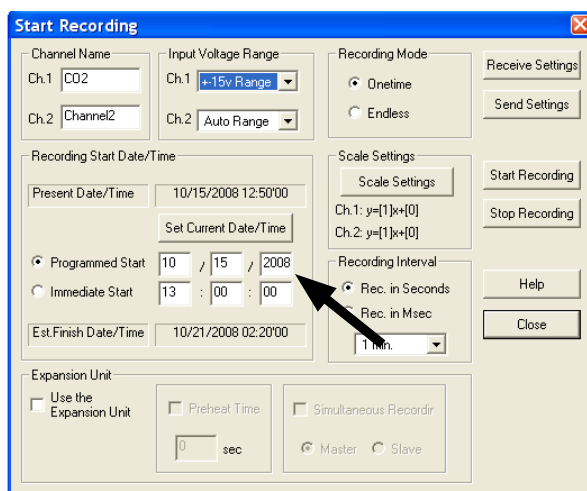 Start Recording
Channel Name
Ch.1 CO2
Ch.2 Channel2
Input Voltage Range
Ch.1 +-15v Range
Ch.2 Auto Range
Recording Mode
Onetime
Endless
Receive Settings
Send Settings
Recording Start Date/Time
Present Date/Time 10/15/2008 12:50'00
Set Current Date/Time
Programmed Start 10 / 15 / 2008
Immediate Start 13 : 00 : 00
Est.Finish Date/Time 10/21/2008 02:20'00
Scale Settings
Scale Settings
Ch.1: y=[1]x+[0]
Ch.2: y=[1]x+[0]
Recording Interval
Rec. in Seconds
Rec. in Msec
1 min.
Start Recording
Stop Recording
Help
Close
Expansion Unit
Use the
Expansion Unit
Preheat Time
0 sec
Simultaneous Recordir
Master Slave